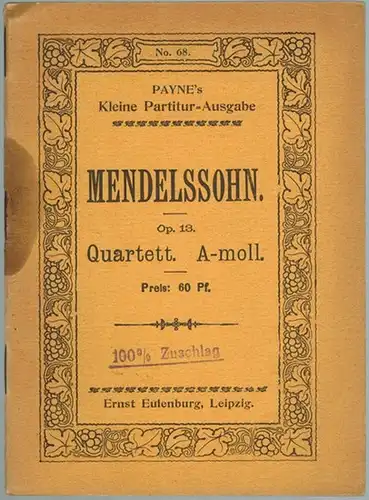 No. 68.
PAYNE's
Kleine Partitur-Ausgabe
MENDELSSOHN.
Op. 13.
Quartett. A-moll.
Preis: 60 Pf.
100% Zuschlag
Ernst Eulenburg, Leipzig.